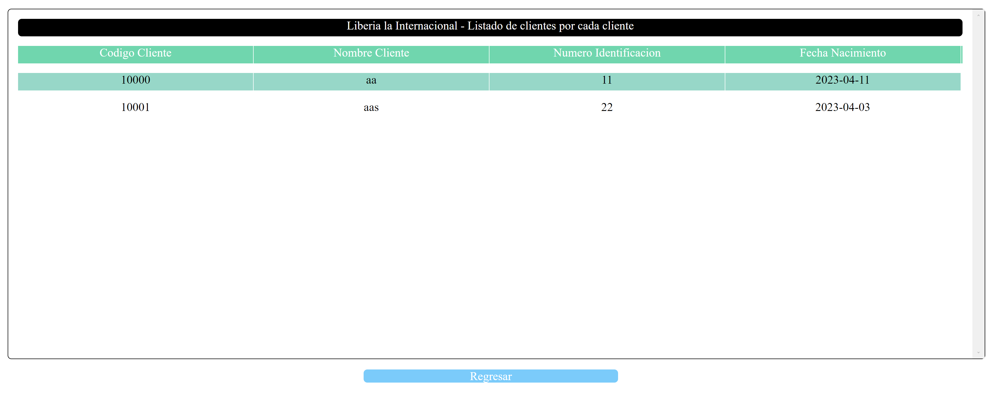 Liberia la Internacional - Listado de clientes por cada cliente
Codigo Cliente Nombre Cliente Numero Identificacion Fecha Nacimiento
10000 aa 11 2023-04-11
10001 aas 22 2023-04-03
Regresar